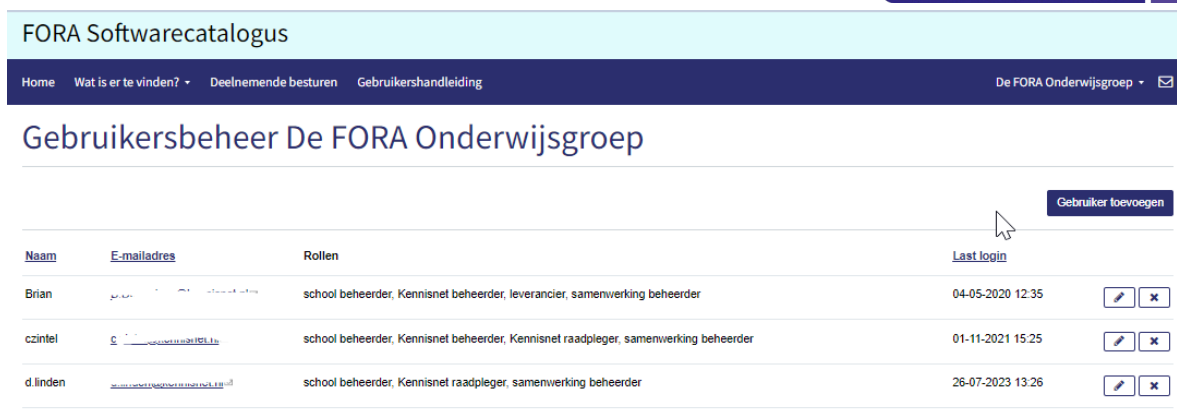 FORA Softwarecatalogus
Home Wat is er te vinden? Deelnemende besturen Gebruikershandleiding De FORA Onderwijsgroep
Gebruikersbeheer De FORA Onderwijsgroep
Gebruiker toevoegen
Naam E-mailadres Rollen Last login
Brian school beheerder, Kennisnet beheerder, leverancier, samenwerking beheerder 04-05-2020 12:35
czintel school beheerder, Kennisnet beheerder, Kennisnet raadpleger, samenwerking beheerder 01-11-2021 15:25
d.linden school beheerder, Kennisnet raadpleger, samenwerking beheerder 26-07-2023 13:26